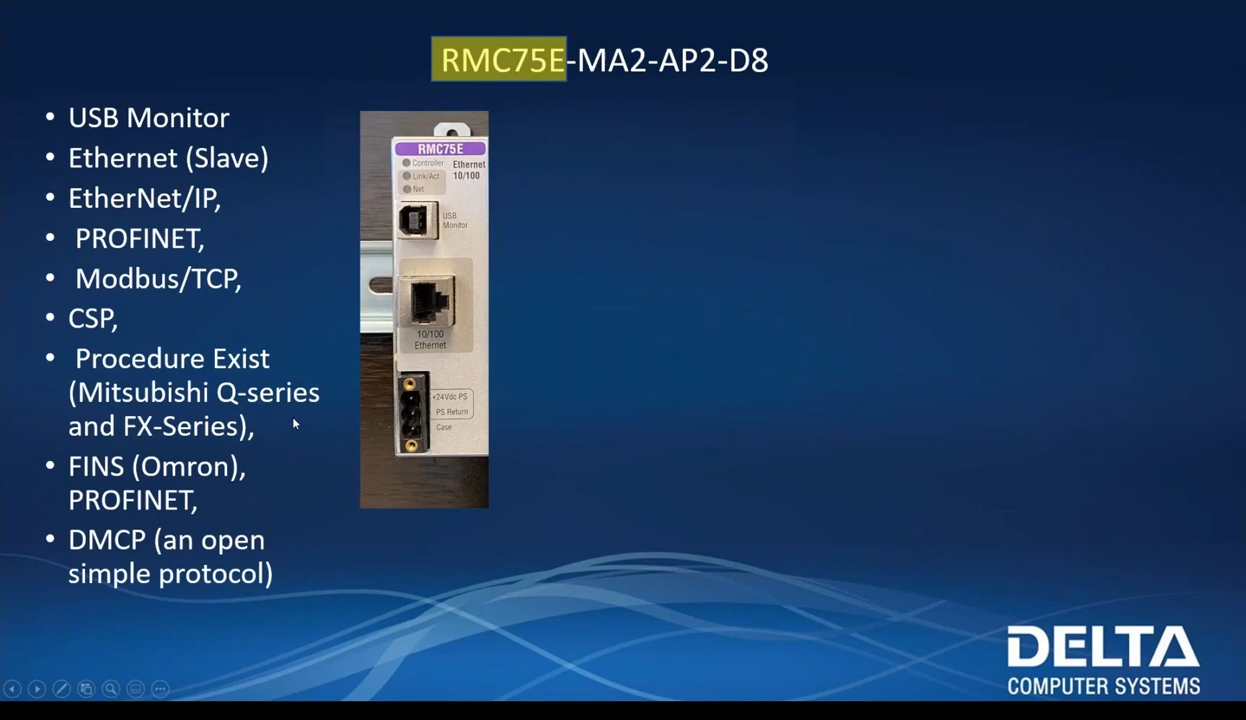 RMC75E-MA2-AP2-D8
• USB Monitor
• Ethernet (Slave)
• EtherNet/IP,
• PROFINET,
• Modbus/TCP,
• CSP,
• Procedure Exist
(Mitsubishi Q-series
and FX-Series),
• FINS (Omron),
PROFINET,
• DMCP (an open
simple protocol)
RMC75E
Controller
Link/Act
Net
Ethernet
10/100
USB
Monitor
10/100
Ethernet
+24Vdc PS
PS Return
Case
DELTA
COMPUTER SYSTEMS